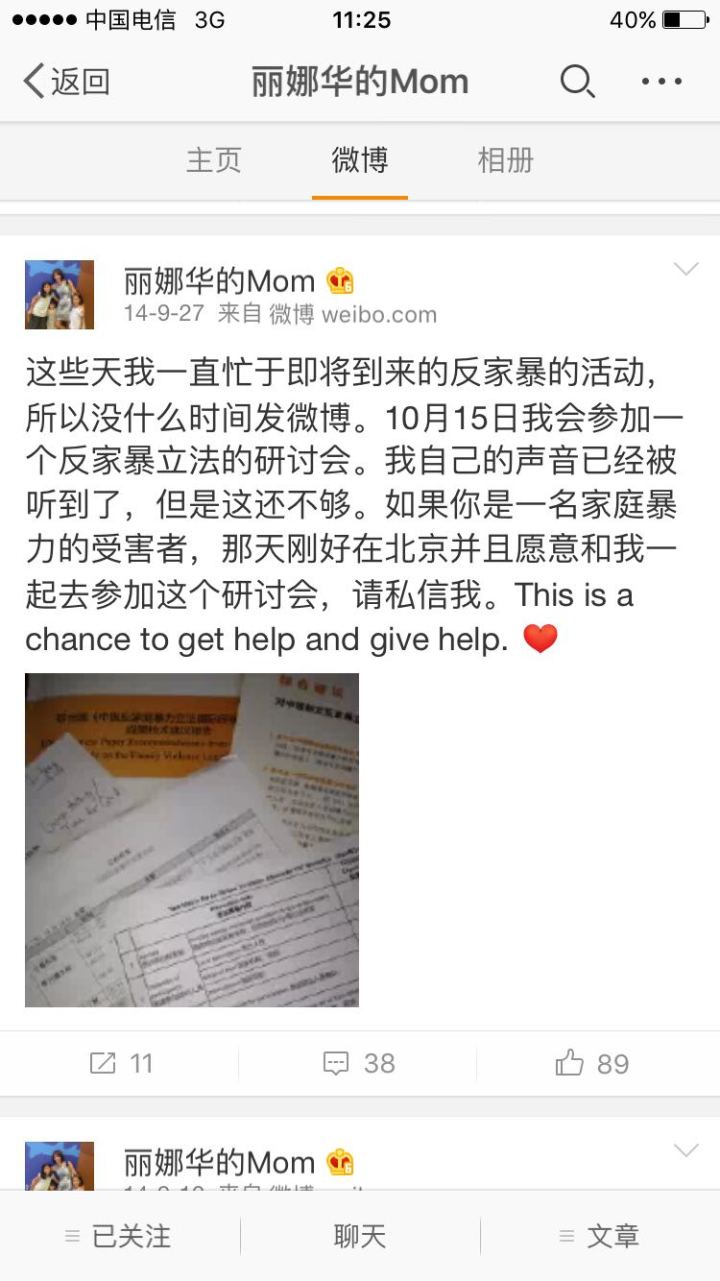 中国电信 3G 11:25 40%
返回 丽娜华的Mom
主页 微博 相册
丽娜华的Mom
14-9-27 来自 微博 weibo.com
这些天我一直忙于即将到来的反家暴的活动，
所以没什么时间发微博。10月15日我会参加一
个反家暴立法的研讨会。我自己的声音已经被
听到了，但是这还不够。如果你是一名家庭暴
力的受害者，那天刚好在北京并且愿意和我一
起去参加这个研讨会，请私信我。This is a
chance to get help and give help. ❤️
11 38 89
丽娜华的Mom
已关注 聊天 文章